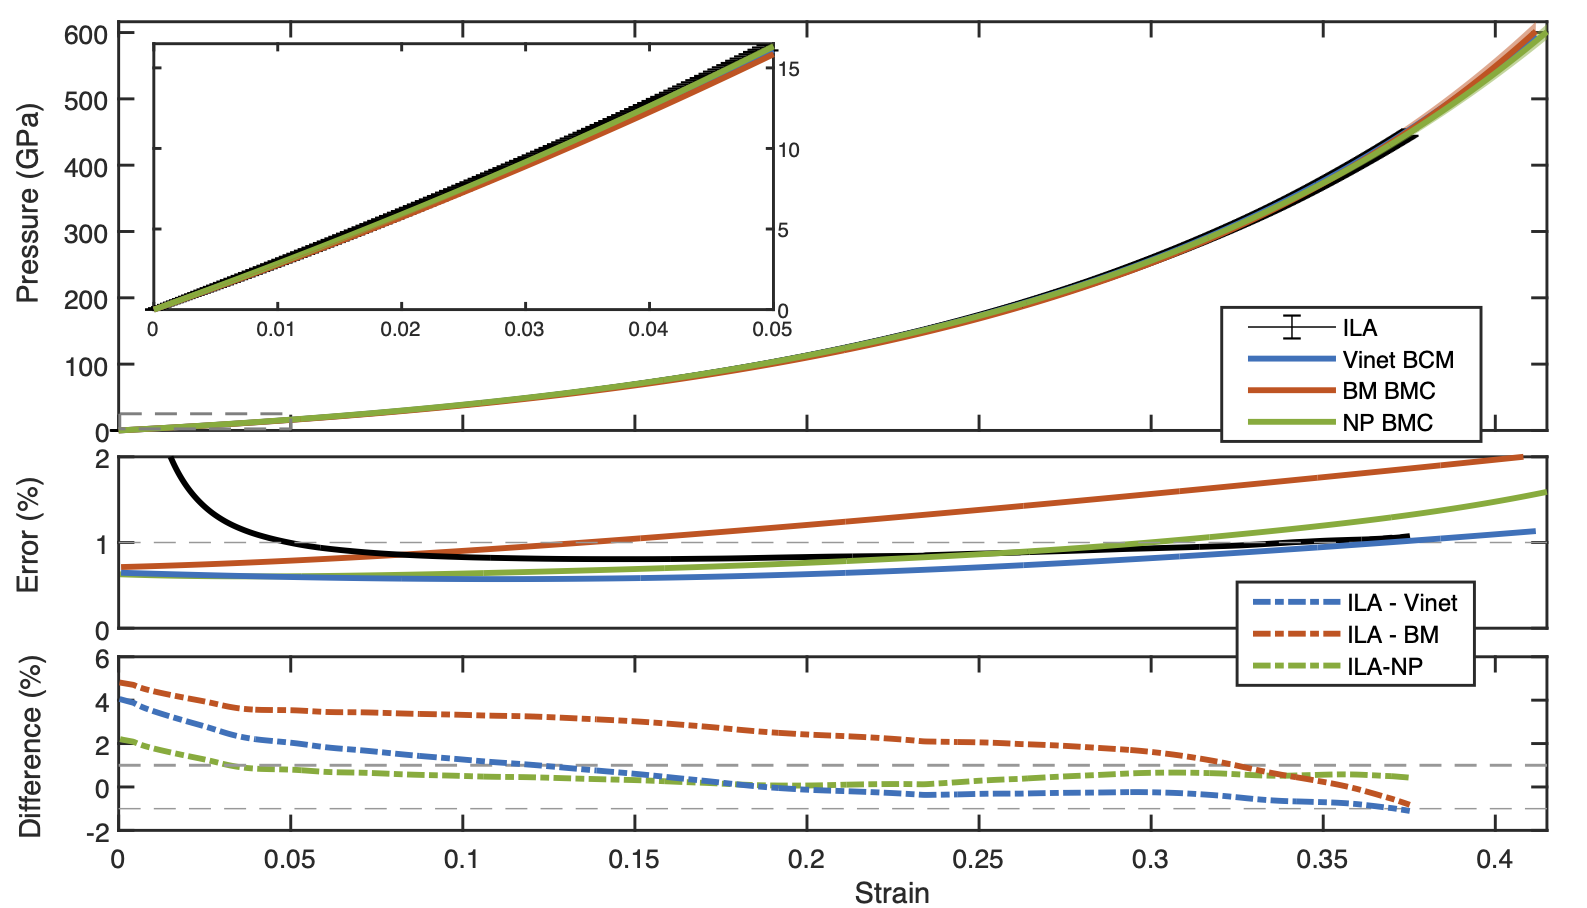 Pressure (GPa)
600
500
400
300
200
100
0
15
10
5
0
0 0.01 0.02 0.03 0.04 0.05
ILA
Vinet BCM
BM BMC
NP BMC
Error (%)
2
1
0
ILA - Vinet
ILA - BM
ILA-NP
Difference (%)
6
4
2
0
-2
0 0.05 0.1 0.15 0.2 0.25 0.3 0.35 0.4
Strain